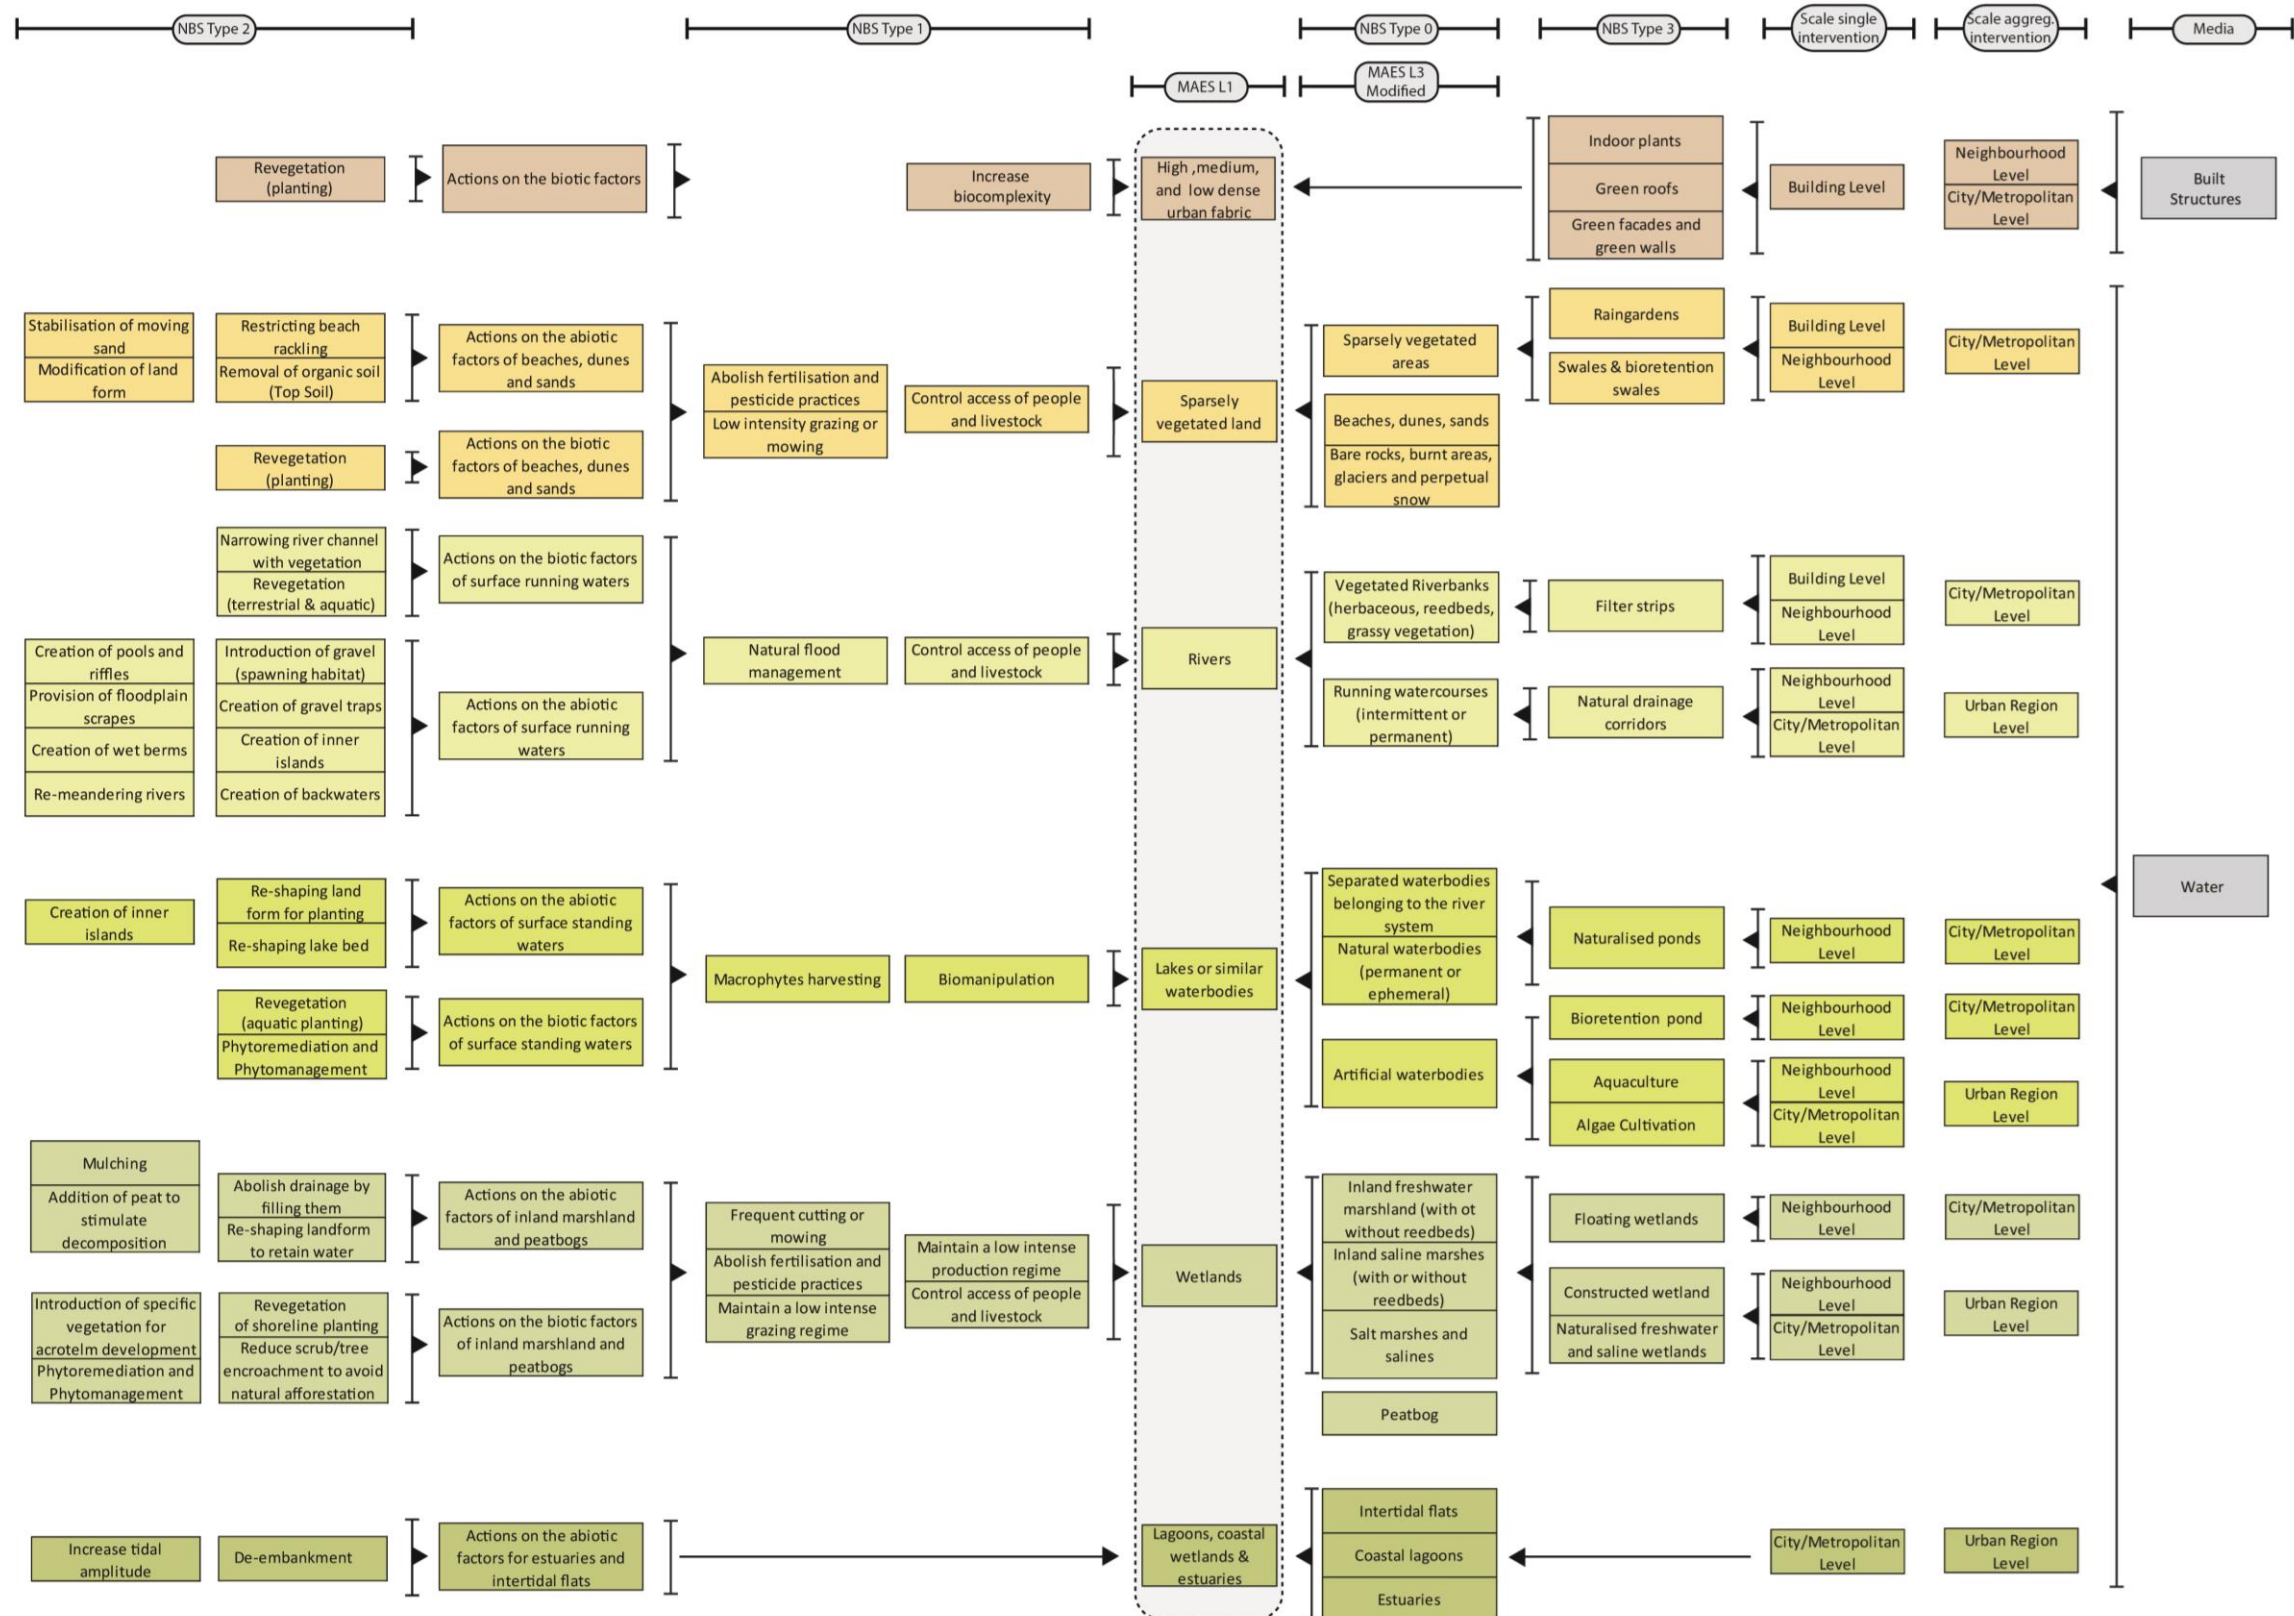 NBS Type 2
NBS Type 1
NBS Type 0
NBS Type 3
Scale single
intervention
Scale aggreg.
intervention
Media
MAES L1
MAES L3
Modified
Revegetation
(planting)
Actions on the biotic factors
Increase
biocomplexity
High ,medium,
and low dense
urban fabric
Indoor plants
Green roofs
Green facades and
green walls
Building Level
Neighbourhood
Level
City/Metropolitan
Level
Built
Structures
Stabilisation of moving
sand
Modification of land
form
Restricting beach
rackling
Removal of organic soil
(Top Soil)
Actions on the abiotic
factors of beaches, dunes
and sands
Revegetation
(planting)
Actions on the biotic
factors of beaches, dunes
and sands
Abolish fertilisation and
pesticide practices
Low intensity grazing or
mowing
Control access of people
and livestock
Sparsely
vegetated land
Sparsely vegetated
areas
Beaches, dunes, sands
Bare rocks, burnt areas,
glaciers and perpetual
snow
Raingardens
Swales & bioretention
swales
Building Level
Neighbourhood
Level
City/Metropolitan
Level
Narrowing river channel
with vegetation
Revegetation
(terrestrial & aquatic)
Actions on the biotic factors
of surface running waters
Creation of pools and
riffles
Provision of floodplain
scrapes
Creation of wet berms
Re-meandering rivers
Introduction of gravel
(spawning habitat)
Creation of gravel traps
Creation of inner
islands
Creation of backwaters
Actions on the abiotic
factors of surface running
waters
Natural flood
management
Control access of people
and livestock
Rivers
Vegetated Riverbanks
(herbaceous, reedbeds,
grassy vegetation)
Running watercourses
(intermittent or
permanent)
Filter strips
Natural drainage
corridors
Building Level
Neighbourhood
Level
City/Metropolitan
Level
Neighbourhood
Level
City/Metropolitan
Level
Urban Region
Level
Water
Creation of inner
islands
Re-shaping land
form for planting
Re-shaping lake bed
Actions on the abiotic
factors of surface standing
waters
Revegetation
(aquatic planting)
Phytoremediation and
Phytomanagement
Actions on the biotic factors
of surface standing waters
Macrophytes harvesting
Biomanipulation
Lakes or similar
waterbodies
Separated waterbodies
belonging to the river
system
Natural waterbodies
(permanent or
ephemeral)
Artificial waterbodies
Naturalised ponds
Bioretention pond
Aquaculture
Algae Cultivation
Neighbourhood
Level
City/Metropolitan
Level
Neighbourhood
Level
City/Metropolitan
Level
Neighbourhood
Level
City/Metropolitan
Level
Urban Region
Level
Mulching
Addition of peat to
stimulate
decomposition
Abolish drainage by
filling them
Re-shaping landform
to retain water
Actions on the abiotic
factors of inland marshland
and peatbogs
Introduction of specific
vegetation for
acrotelm development
Phytoremediation and
Phytomanagement
Revegetation
of shoreline planting
Reduce scrub/tree
encroachment to avoid
natural afforestation
Actions on the biotic factors
of inland marshland and
peatbogs
Frequent cutting or
mowing
Abolish fertilisation and
pesticide practices
Maintain a low intense
grazing regime
Maintain a low intense
production regime
Control access of people
and livestock
Wetlands
Inland freshwater
marshland (with ot
without reedbeds)
Inland saline marshes
(with or without
reedbeds)
Salt marshes and
salines
Peatbog
Floating wetlands
Constructed wetland
Naturalised freshwater
and saline wetlands
Neighbourhood
Level
City/Metropolitan
Level
Neighbourhood
Level
City/Metropolitan
Level
Urban Region
Level
Increase tidal
amplitude
De-embankment
Actions on the abiotic
factors for estuaries and
intertidal flats
Lagoons, coastal
wetlands &
estuaries
Intertidal flats
Coastal lagoons
Estuaries
City/Metropolitan
Level
Urban Region
Level